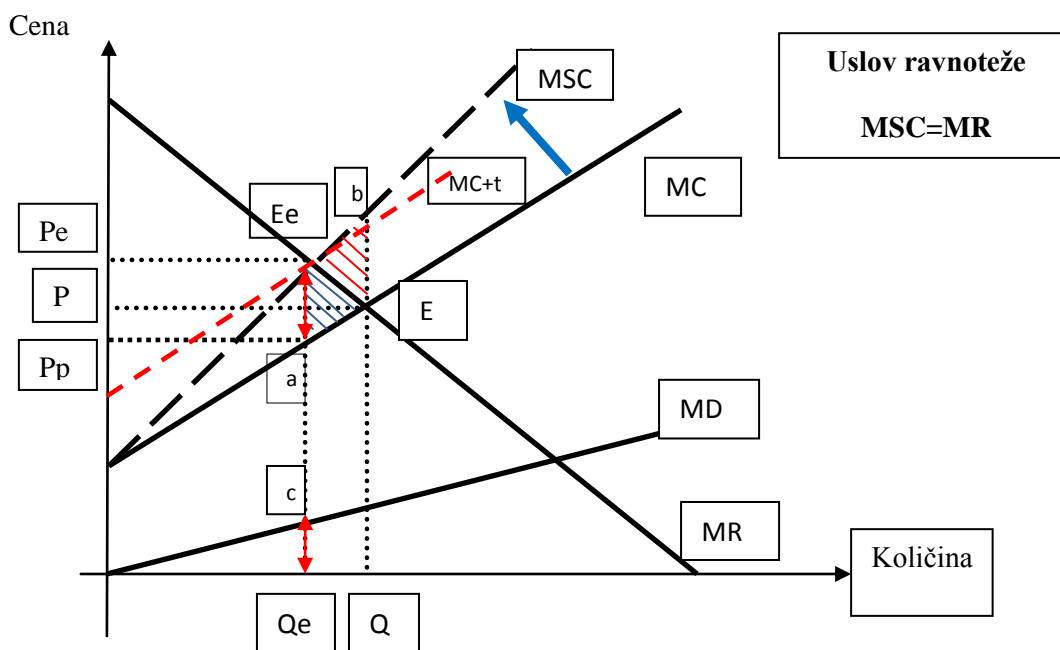 Cena
Uslov ravnoteže
MSC=MR
MSC
b
MC+t
MC
Ee
Pe
P
E
Pp
a
MD
c
MR
Količina
Qe
Q